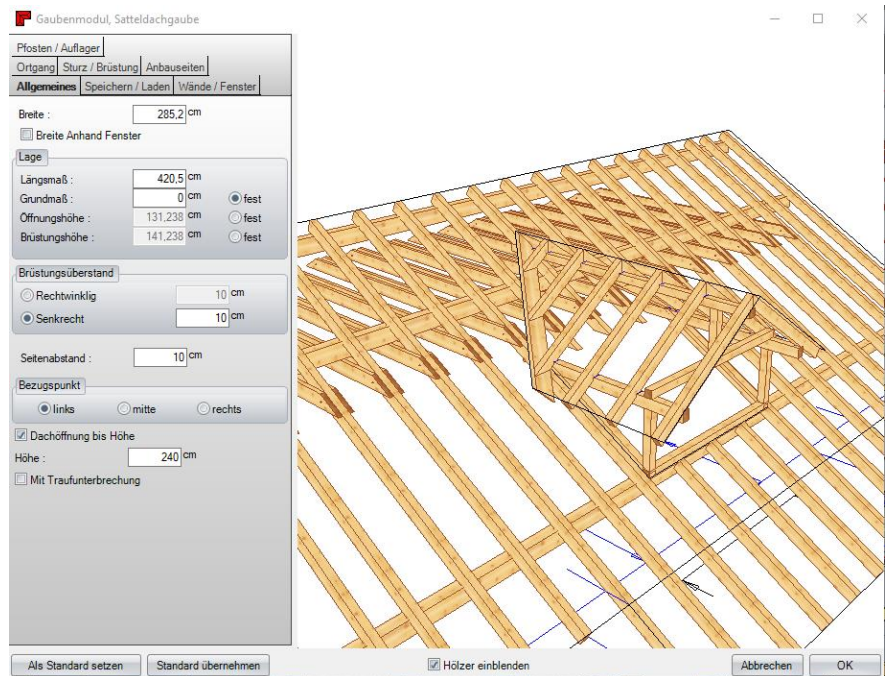 Gaubenmodul, Satteldachgaube
Pfosten / Auflager
Ortgang Sturz / Brüstung Anbauseiten
Allgemeines Speichern / Laden Wände / Fenster
Breite : 285,2 cm
Breite Anhand Fenster
Lage
Längsmaß : 420,5 cm
Grundmaß : 0 cm fest
Öffnungshöhe : 131,238 cm fest
Brüstungshöhe : 141,238 cm fest
Brüstungsüberstand
Rechtwinklig 10 cm
Senkrecht 10 cm
Seitenabstand : 10 cm
Bezugspunkt
links mitte rechts
Dachöffnung bis Höhe
Höhe : 240 cm
Mit Traufunterbrechung
Als Standard setzen Standard übernehmen Hölzer einblenden Abbrechen OK